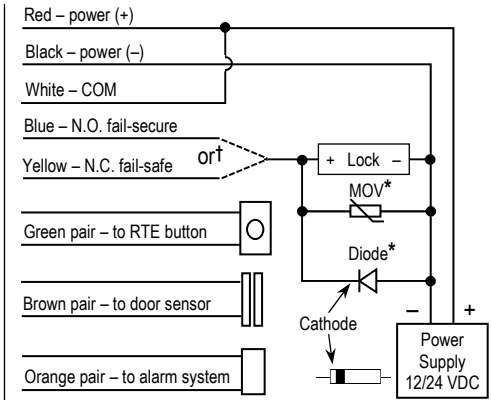 Red – power (+)
Black – power (–)
White – COM
Blue – N.O. fail-secure
Yellow – N.C. fail-safe
or†
+ Lock –
MOV*
Green pair – to RTE button
Diode*
Brown pair – to door sensor
Cathode
– +
Power
Supply
12/24 VDC
Orange pair – to alarm system